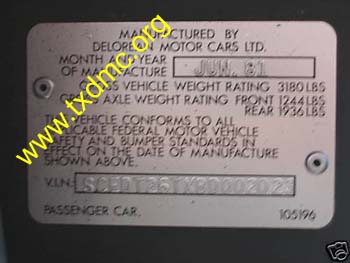 MANUFACTURED BY
DELOREAN MOTOR CARS LTD.
MONTH AND YEAR
OF MANUFACTURE JUN. 81
GROSS VEHICLE WEIGHT RATING 3180 LBS
GROSS AXLE WEIGHT RATING FRONT 1244 LBS
REAR 1936 LBS
THIS VEHICLE CONFORMS TO ALL
APPLICABLE FEDERAL MOTOR VEHICLE
SAFETY AND BUMPER STANDARDS IN
EFFECT ON THE DATE OF MANUFACTURE
SHOWN ABOVE.
V.I.N.
PASSENGER CAR. 105196
www.txdmc.org